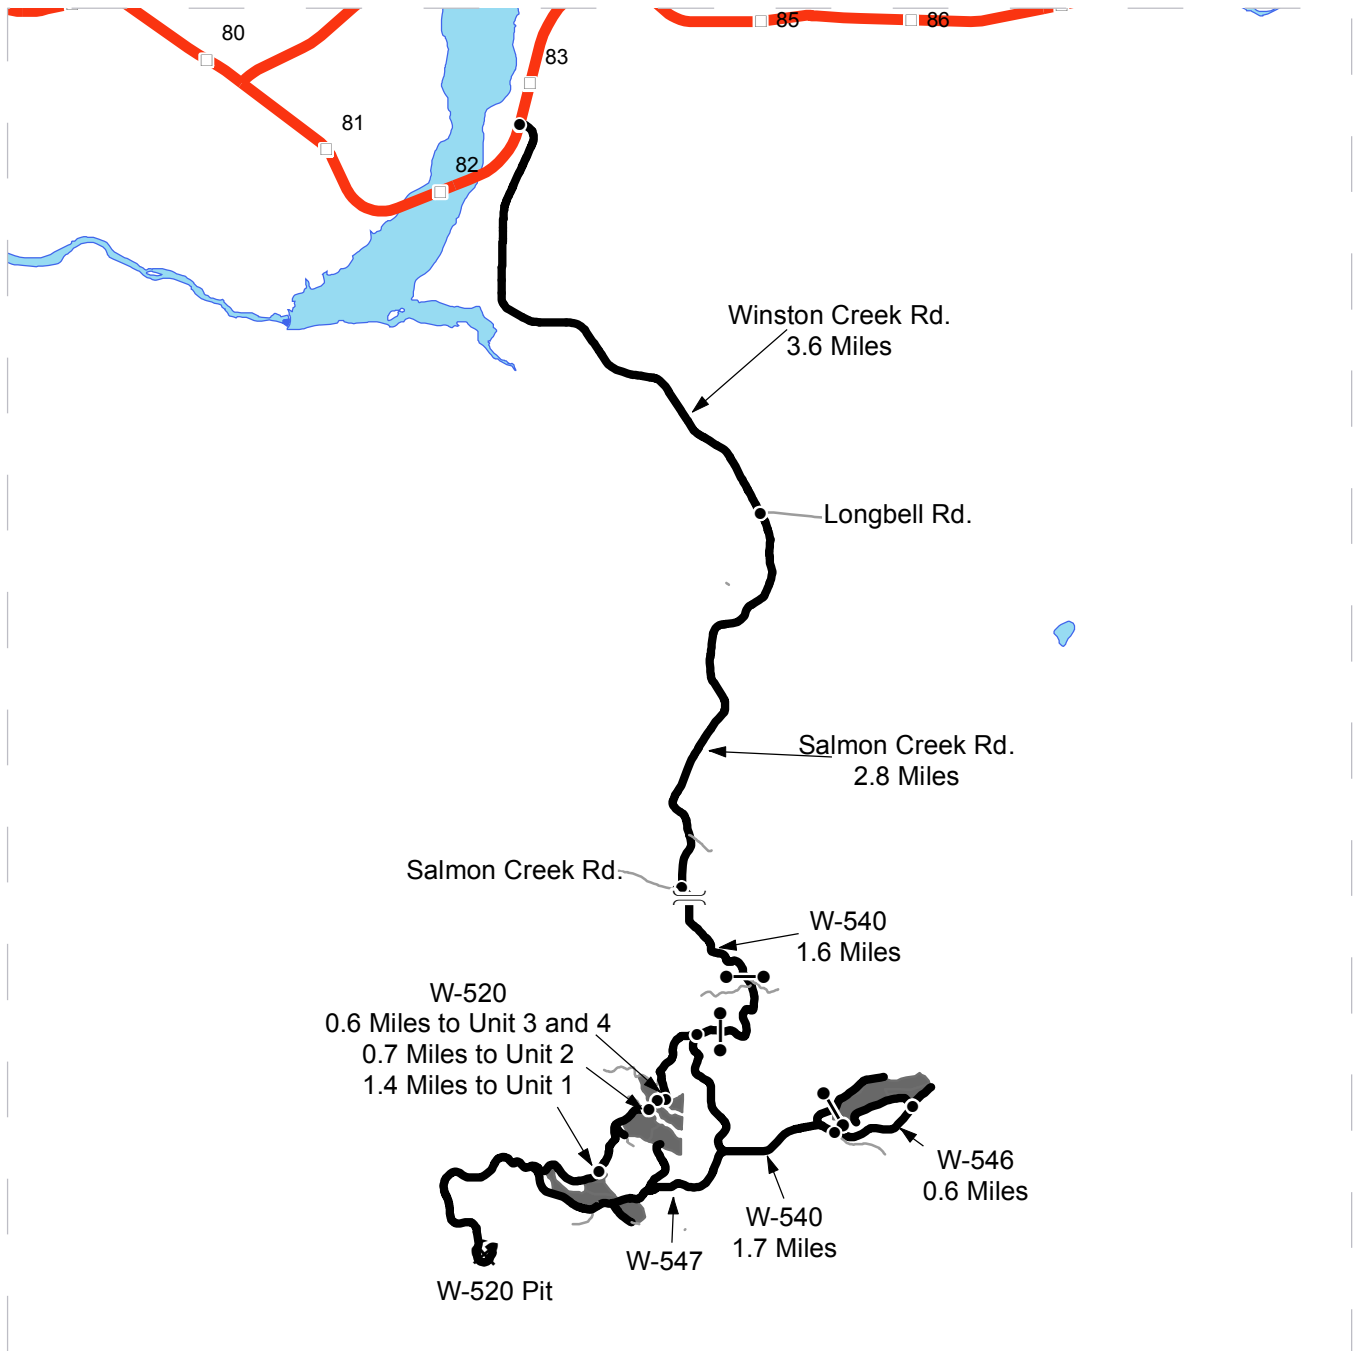 85
86
80
83
81
82
Winston Creek Rd.
3.6 Miles
Longbell Rd.
Salmon Creek Rd.
2.8 Miles
Salmon Creek Rd.
W-540
1.6 Miles
W-520
0.6 Miles to Unit 3 and 4
0.7 Miles to Unit 2
1.4 Miles to Unit 1
W-546
0.6 Miles
W-540
1.7 Miles
W-547
W-520 Pit